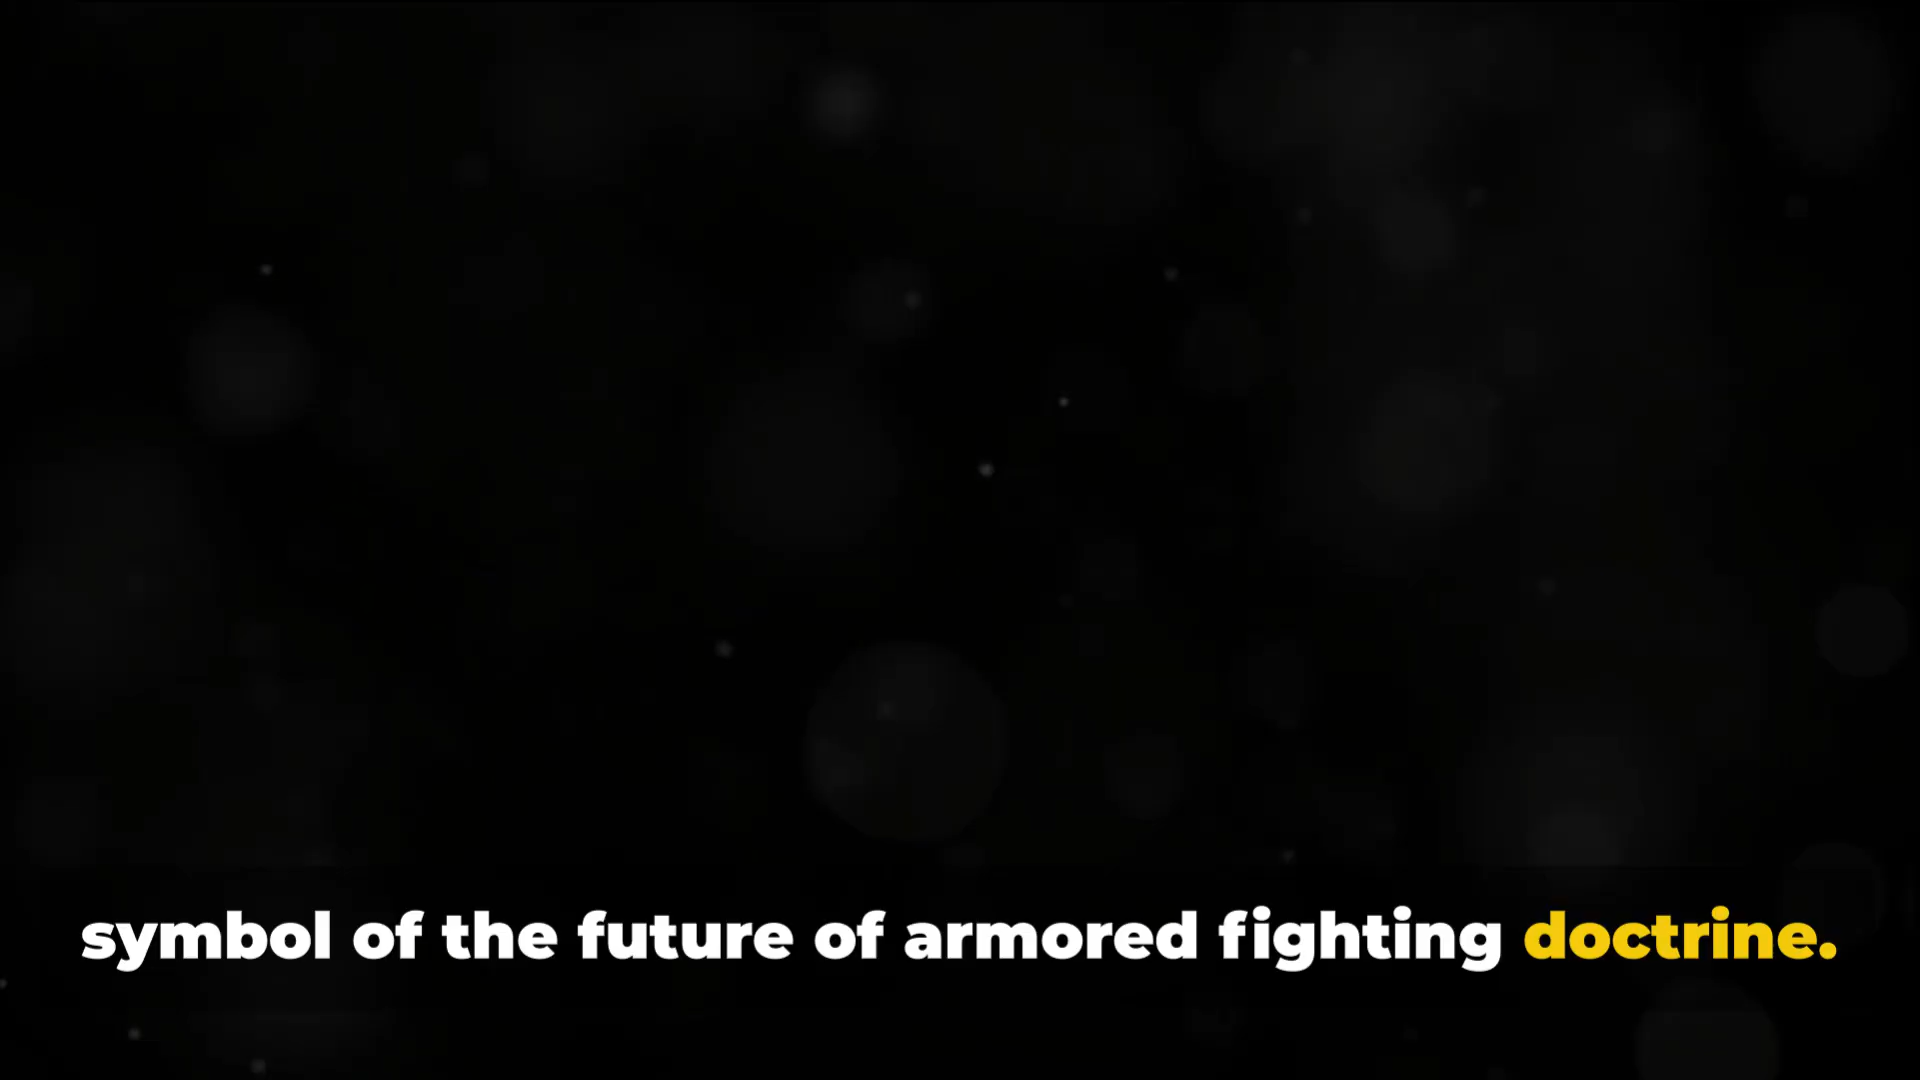 symbol of the future of armored fighting doctrine.